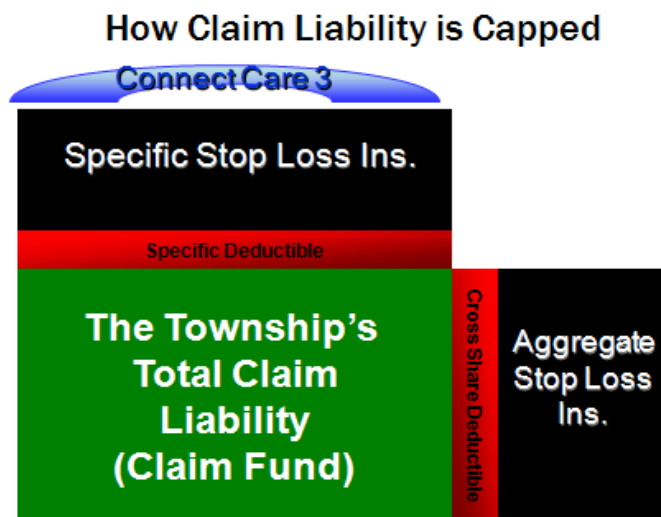 How Claim Liability is Capped
Connect Care 3
Specific Stop Loss Ins.
Specific Deductible
The Township's
Total Claim
Liability
(Claim Fund)
Cross Share Deductible
Aggregate
Stop Loss
Ins.